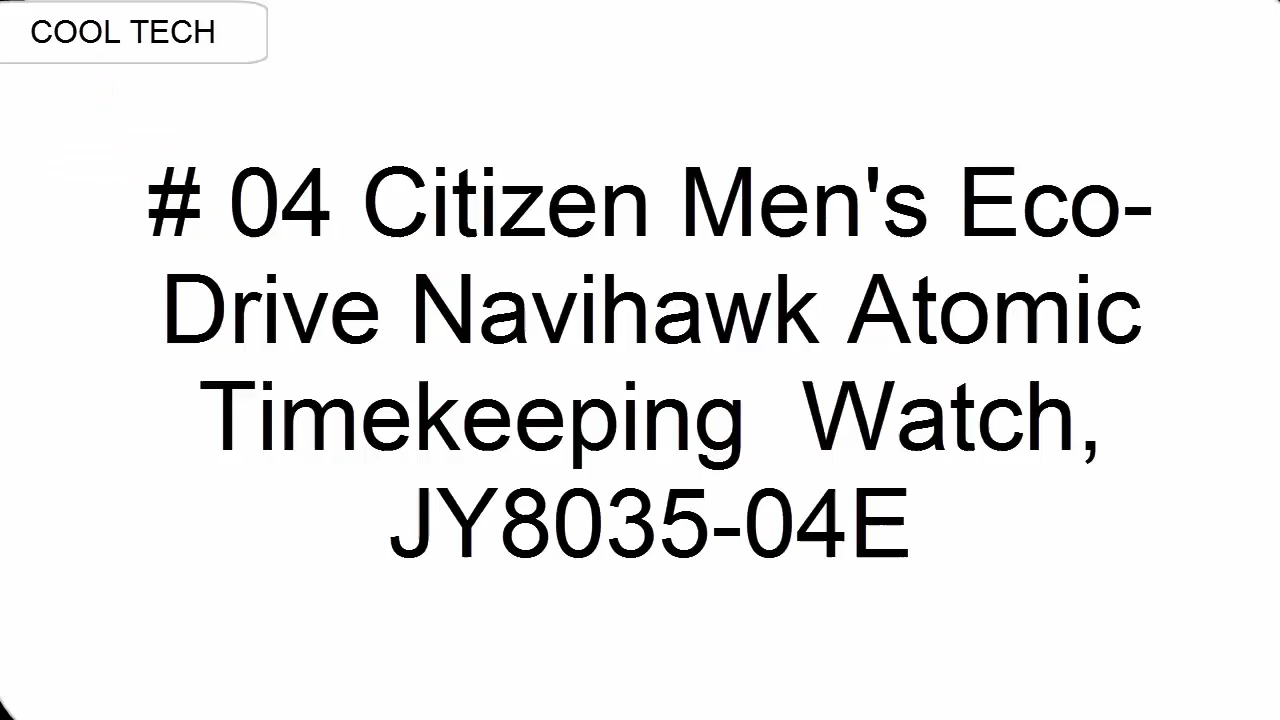 COOL TECH
# 04 Citizen Men's Eco-
Drive Navihawk Atomic
Timekeeping  Watch,
JY8035-04E